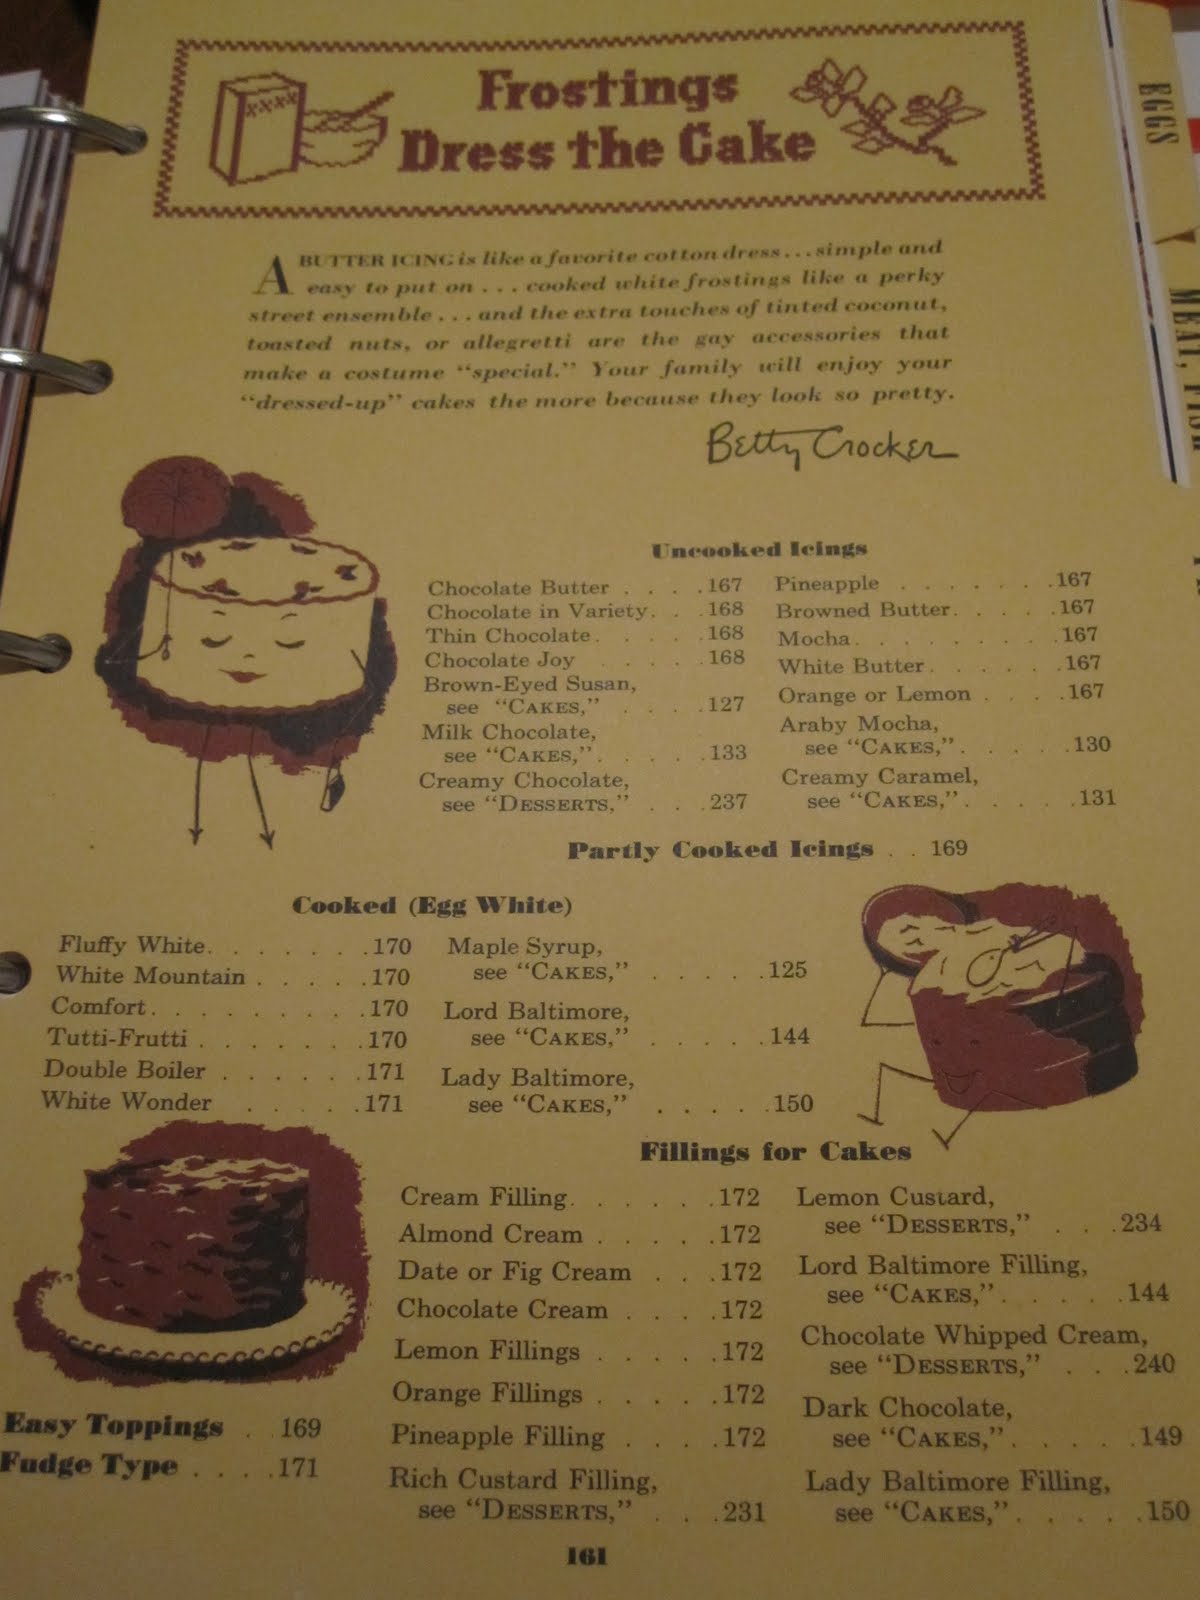 Frostings
Dress the Cake
A BUTTER ICING is like a favorite cotton dress . . . simple and
easy to put on . . . cooked white frostings like a perky
street ensemble . . . and the extra touches of tinted coconut,
toasted nuts, or allegretti are the gay accessories that
make a costume “special.” Your family will enjoy your
“dressed-up” cakes the more because they look so pretty.
Betty Crocker
Uncooked Icings
Chocolate Butter . . . . 167
Chocolate in Variety . . 168
Thin Chocolate . . . . . 168
Chocolate Joy . . . . . 168
Brown-Eyed Susan,
see “CAKES,” . . . . 127
Milk Chocolate,
see “CAKES,” . . . . . 133
Creamy Chocolate,
see “DESSERTS,” . . . 237
Pineapple . . . . . . . 167
Browned Butter . . . . . 167
Mocha . . . . . . . . . 167
White Butter . . . . . . 167
Orange or Lemon . . . . 167
Araby Mocha,
see “CAKES,” . . . . . 130
Creamy Caramel,
see “CAKES,” . . . . . 131
Partly Cooked Icings . . 169
Cooked (Egg White)
Fluffy White . . . . . . . 170
White Mountain . . . . . 170
Comfort . . . . . . . . . 170
Tutti-Frutti . . . . . . . 170
Double Boiler . . . . . . 171
White Wonder . . . . . 171
Maple Syrup,
see “CAKES,” . . . . . 125
Lord Baltimore,
see “CAKES,” . . . . . 144
Lady Baltimore,
see “CAKES,” . . . . . 150
Fillings for Cakes
Cream Filling . . . . . . 172
Almond Cream . . . . . 172
Date or Fig Cream . . . 172
Chocolate Cream . . . . 172
Lemon Fillings . . . . . 172
Orange Fillings . . . . . 172
Pineapple Filling . . . . 172
Rich Custard Filling,
see “DESSERTS,” . . . 231
Lemon Custard,
see “DESSERTS,” . . . 234
Lord Baltimore Filling,
see “CAKES,” . . . . . 144
Chocolate Whipped Cream,
see “DESSERTS,” . . . 240
Dark Chocolate,
see “CAKES,” . . . . . 149
Lady Baltimore Filling,
see “CAKES,” . . . . . 150
Easy Toppings . . 169
Fudge Type . . . . 171
161
EGGS
MEAT, FISH